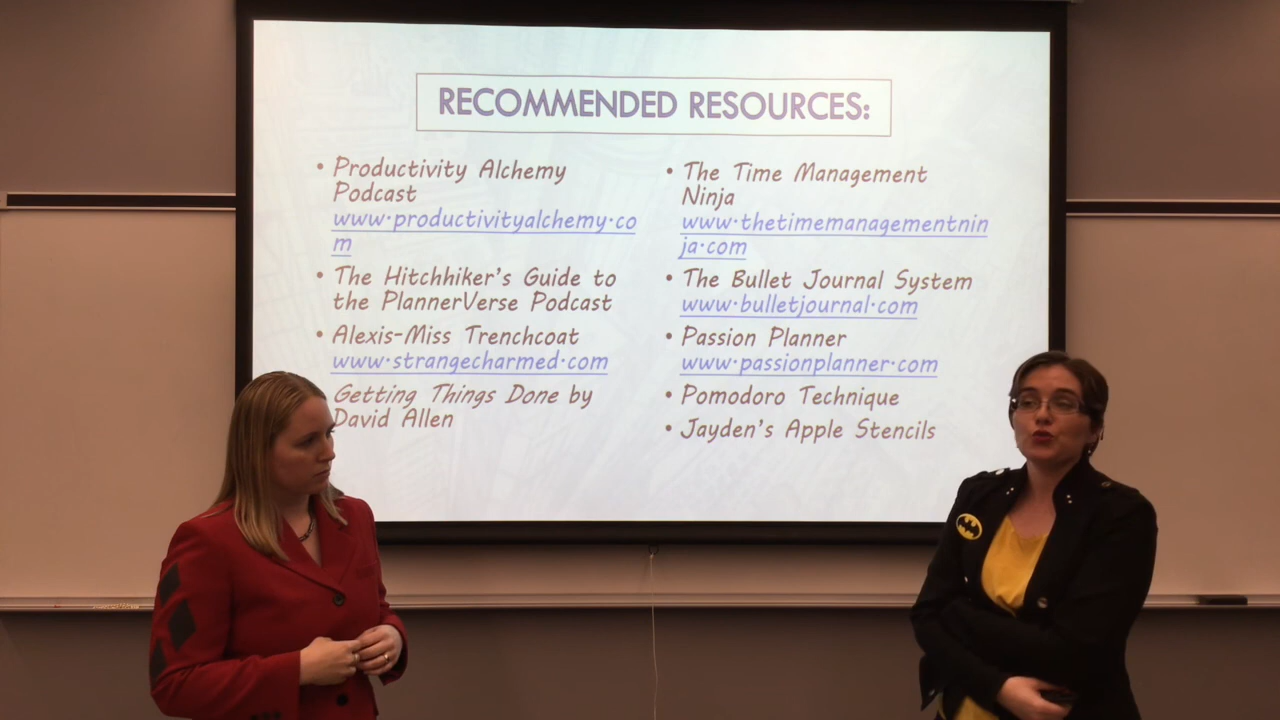 RECOMMENDED RESOURCES:
• Productivity Alchemy
Podcast
www.productivityalchemy.co
m
• The Hitchhiker's Guide to
the PlannerVerse Podcast
• Alexis-Miss Trenchcoat
www.strangecharmed.com
Getting Things Done by
David Allen
• The Time Management
Ninja
www.thetimemanagementnin
ja.com
• The Bullet Journal System
www.bulletjournal.com
• Passion Planner
www.passionplanner.com
• Pomodoro Technique
• Jayden's Apple Stencils